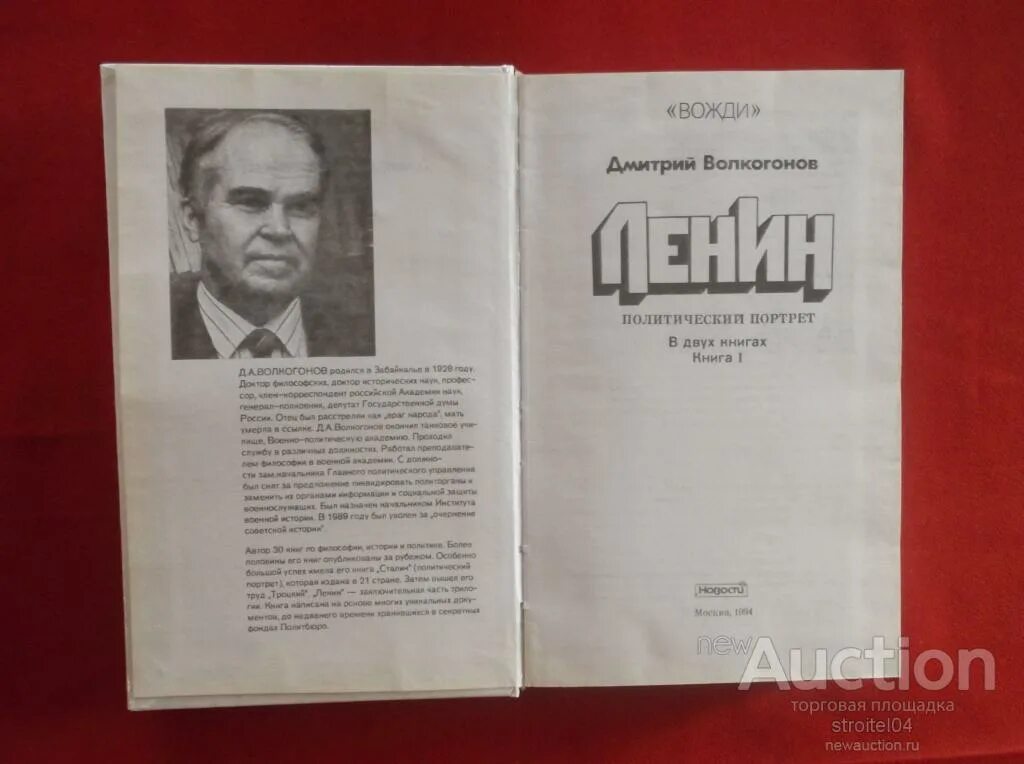 Д.А.ВОЛКОГОНОВ родился в Забайкалье в 1928 году.
Доктор философских, доктор исторических наук, профес-
сор, член-корреспондент российской Академии наук,
генерал-полковник, депутат Государственной думы
России. Отец был расстрелян как „враг народа", мать
умерла в ссылке. Д.А.Волкогонов окончил танковое учи-
лище, Военно-политическую академию. Проходил
службу в различных должностях. Работал преподавате-
лем философии в военной академии. С должно-
сти зам.начальника Главного политического управления
был снят за предложение ликвидировать политорганы и
заменить их органами информации и социальной защиты
военнослужащих. Был назначен начальником Института
военной истории. В 1989 году был уволен за „очернение
советской истории".
Автор 30 книг по философии, истории и политике. Более
половины его книг опубликованы за рубежом. Особенно
большой успех имела его книга „Сталин" (политический
портрет), которая издана в 21 стране. Затем вышел его
труд „Троцкий". „Ленин" — заключительная часть трило-
гии. Книга написана на основе многих уникальных доку-
ментов, до недавнего времени хранившихся в секретных
фондах Политбюро.
«ВОЖДИ»
Дмитрий Волкогонов
ЛЕНИН
ПОЛИТИЧЕСКИЙ ПОРТРЕТ
В двух книгах
Книга 1
Новости
Москва, 1994
newAuction
торговая площадка
stroitel04
newauction.ru